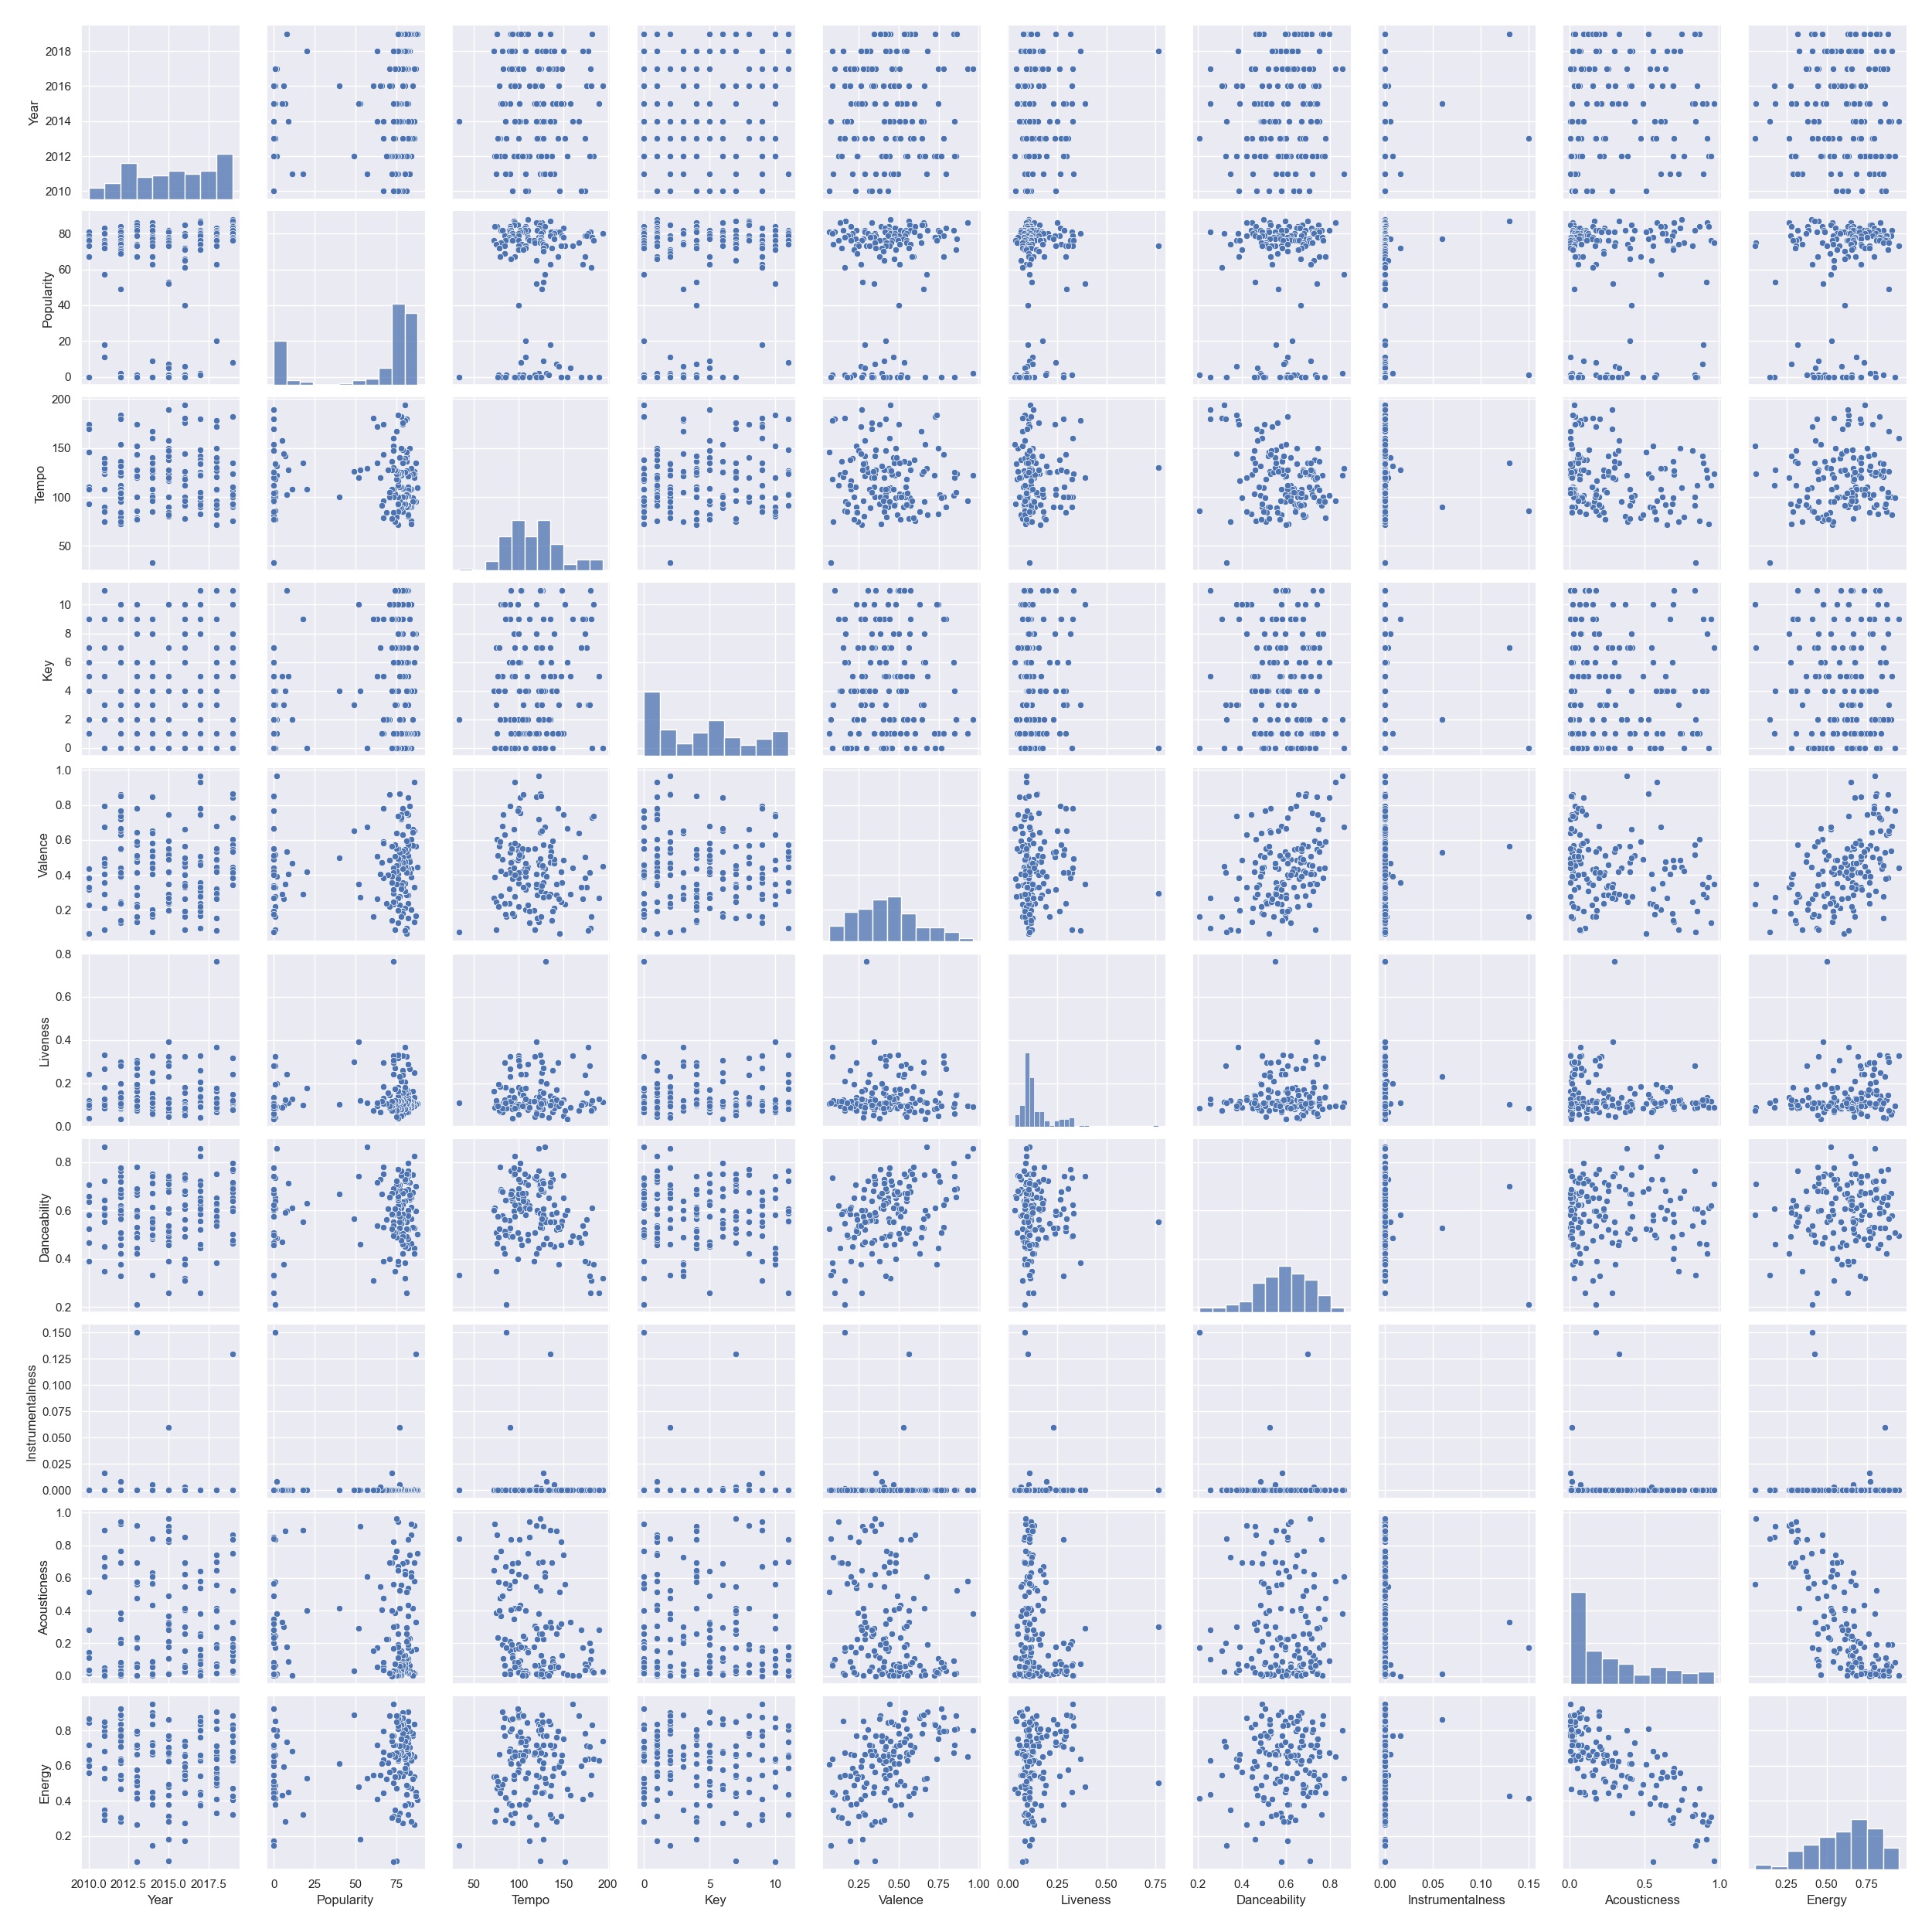 2018
2016
2014
2012
2010
Year
80
60
40
20
0
Popularity
200
150
100
50
Tempo
10
8
6
4
2
0
Key
1.0
0.8
0.6
0.4
0.2
Valence
0.8
0.6
0.4
0.2
0.0
Liveness
0.8
0.6
0.4
0.2
Danceability
0.150
0.125
0.100
0.075
0.050
0.025
0.000
Instrumentalness
1.0
0.8
0.6
0.4
0.2
0.0
Acousticness
0.8
0.6
0.4
0.2
Energy
2010.0 2012.5 2015.0 2017.5
0 25 50 75
50 100 150 200
0 5 10
0.25 0.50 0.75 1.00
0.00 0.25 0.50 0.75
0.2 0.4 0.6 0.8
0.00 0.05 0.10 0.15
0.0 0.5 1.0
0.25 0.50 0.75
Year Popularity Tempo Key Valence Liveness Danceability Instrumentalness Acousticness Energy